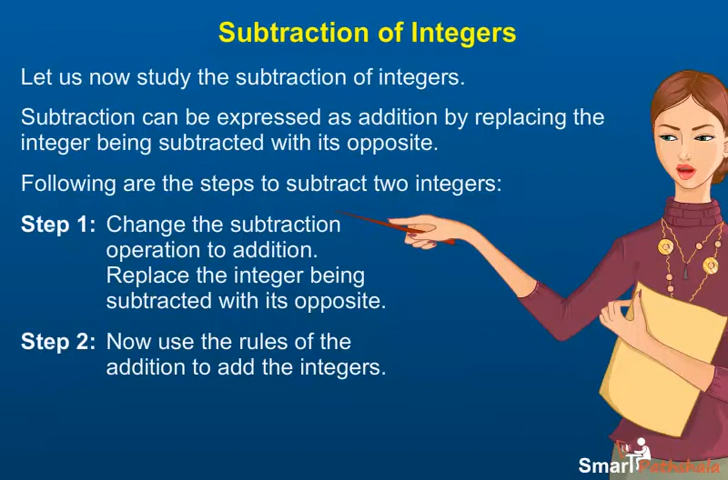 Subtraction of Integers
Let us now study the subtraction of integers.
Subtraction can be expressed as addition by replacing the
integer being subtracted with its opposite.
Following are the steps to subtract two integers:
Step 1: Change the subtraction
operation to addition.
Replace the integer being
subtracted with its opposite.
Step 2: Now use the rules of the
addition to add the integers.
Smart Pathshala